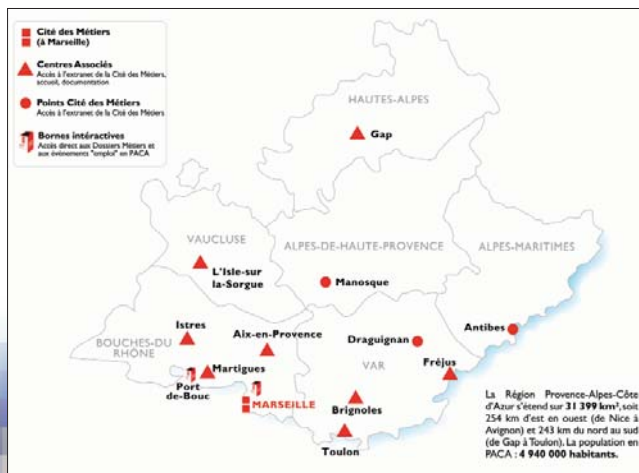 Cité des Métiers
(à Marseille)
Centres Associés
Accès à l'extranet de la Cité des Métiers,
accueil, documentation
Points Cité des Métiers
Accès à l'extranet de la Cité des Métiers
Bornes intéractives
Accès direct aux Dossiers Métiers et
aux évènements "emploi" en PACA
HAUTES-ALPES
Gap
VAUCLUSE
L'Isle-sur
la-Sorgue
ALPES-DE-HAUTE-PROVENCE
Manosque
ALPES-MARITIMES
Antibes
BOUCHES-DU
RHÔNE
Istres
Aix-en-Provence
Martigues
Port
de-Bouc
MARSEILLE
Draguignan
VAR
Fréjus
Brignoles
Toulon
La Région Provence-Alpes-Côte
d'Azur s'étend sur 31 399 km², soit
254 km d'est en ouest (de Nice à
Avignon) et 243 km du nord au sud
(de Gap à Toulon). La population en
PACA : 4 940 000 habitants.